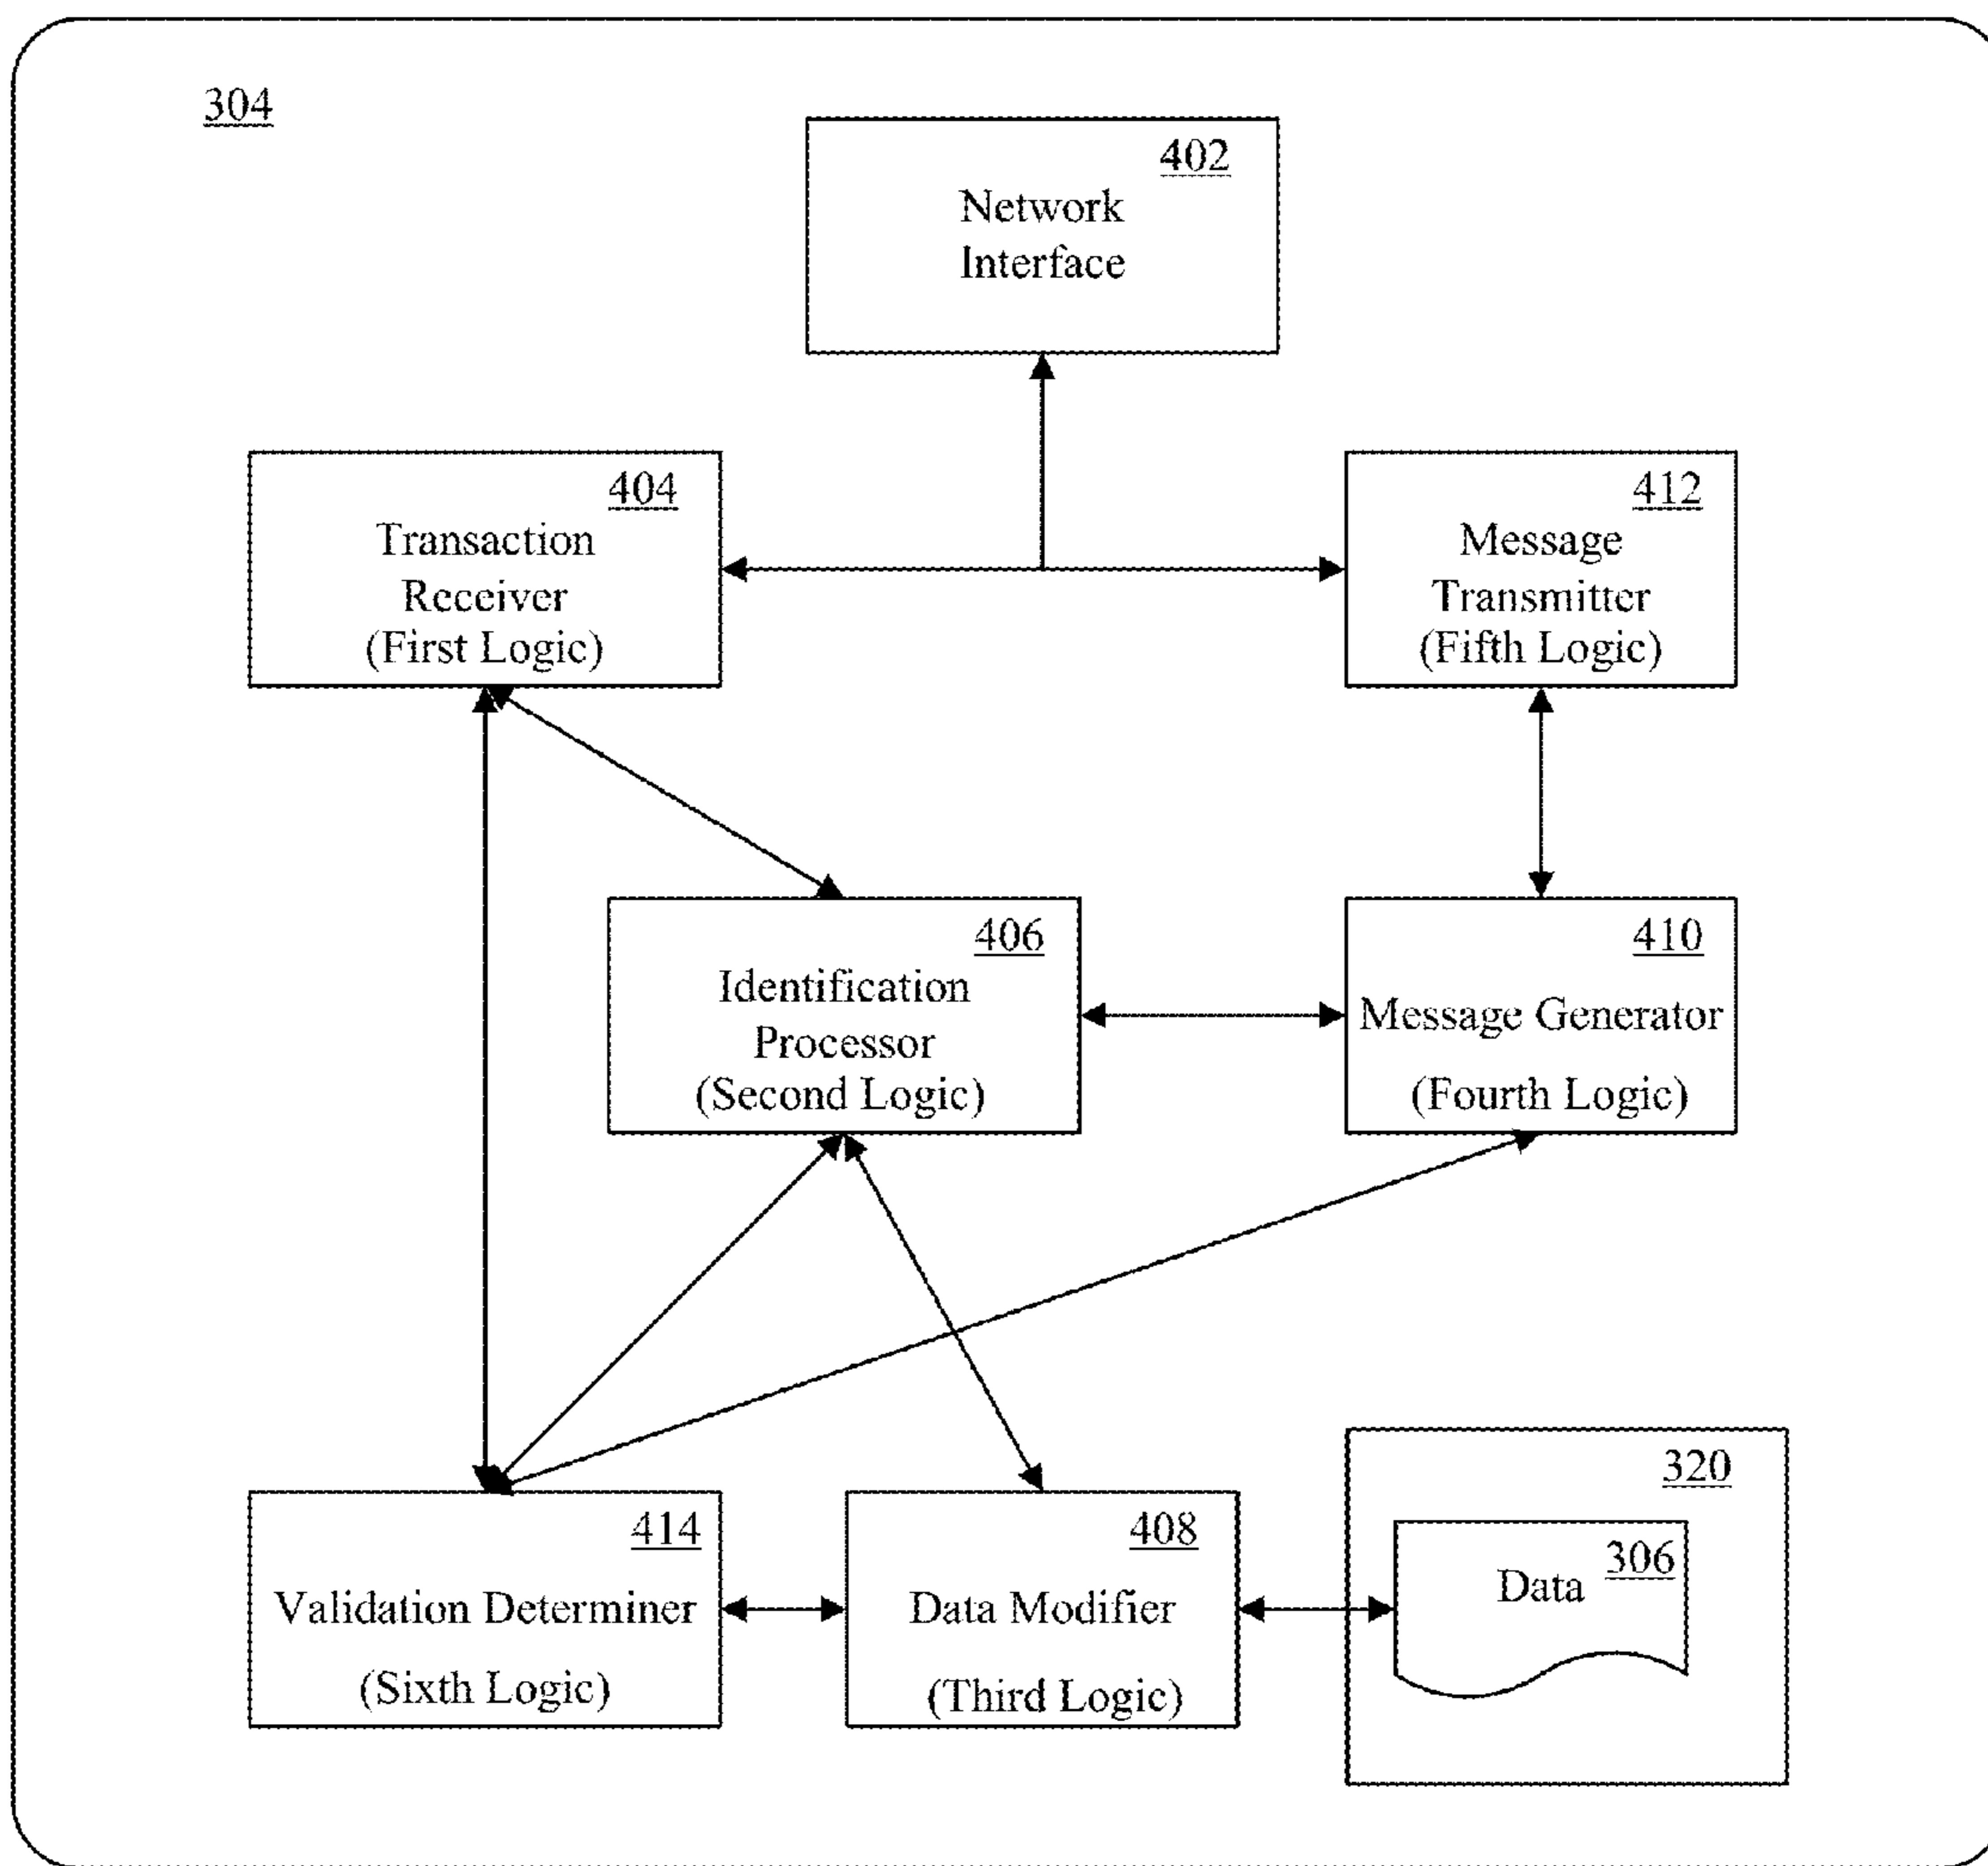 304
402
Network
Interface
404
Transaction
Receiver
(First Logic)
412
Message
Transmitter
(Fifth Logic)
406
Identification
Processor
(Second Logic)
410
Message Generator
(Fourth Logic)
414
Validation Determiner
(Sixth Logic)
408
Data Modifier
(Third Logic)
320
306
Data